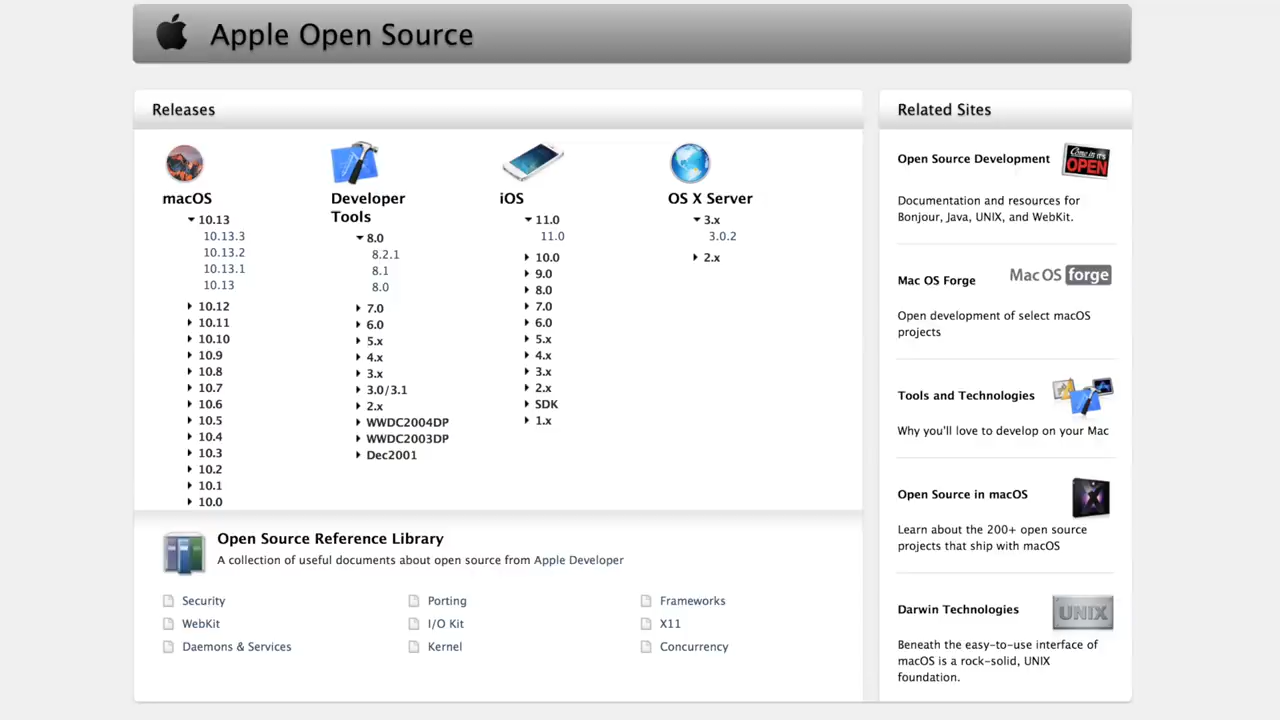 Apple Open Source
Releases
macOS
10.13
10.13.3
10.13.2
10.13.1
10.13
10.12
10.11
10.10
10.9
10.8
10.7
10.6
10.5
10.4
10.3
10.2
10.1
10.0
Developer
Tools
8.0
8.2.1
8.1
8.0
7.0
6.0
5.x
4.x
3.x
3.0/3.1
2.x
WWDC2004DP
WWDC2003DP
Dec2001
iOS
11.0
11.0
10.0
9.0
8.0
7.0
6.0
5.x
4.x
3.x
2.x
SDK
1.x
OS X Server
3.x
3.0.2
2.x
Open Source Reference Library
A collection of useful documents about open source from Apple Developer
Security
WebKit
Daemons & Services
Porting
I/O Kit
Kernel
Frameworks
X11
Concurrency
Related Sites
Open Source Development
Come in IT'S
OPEN
Documentation and resources for
Bonjour, Java, UNIX, and WebKit.
Mac OS Forge
Mac OS forge
Open development of select macOS
projects
Tools and Technologies
Why you'll love to develop on your Mac
Open Source in macOS
X
Learn about the 200+ open source
projects that ship with macOS
Darwin Technologies
UNIX
Beneath the easy-to-use interface of
macOS is a rock-solid, UNIX
foundation.